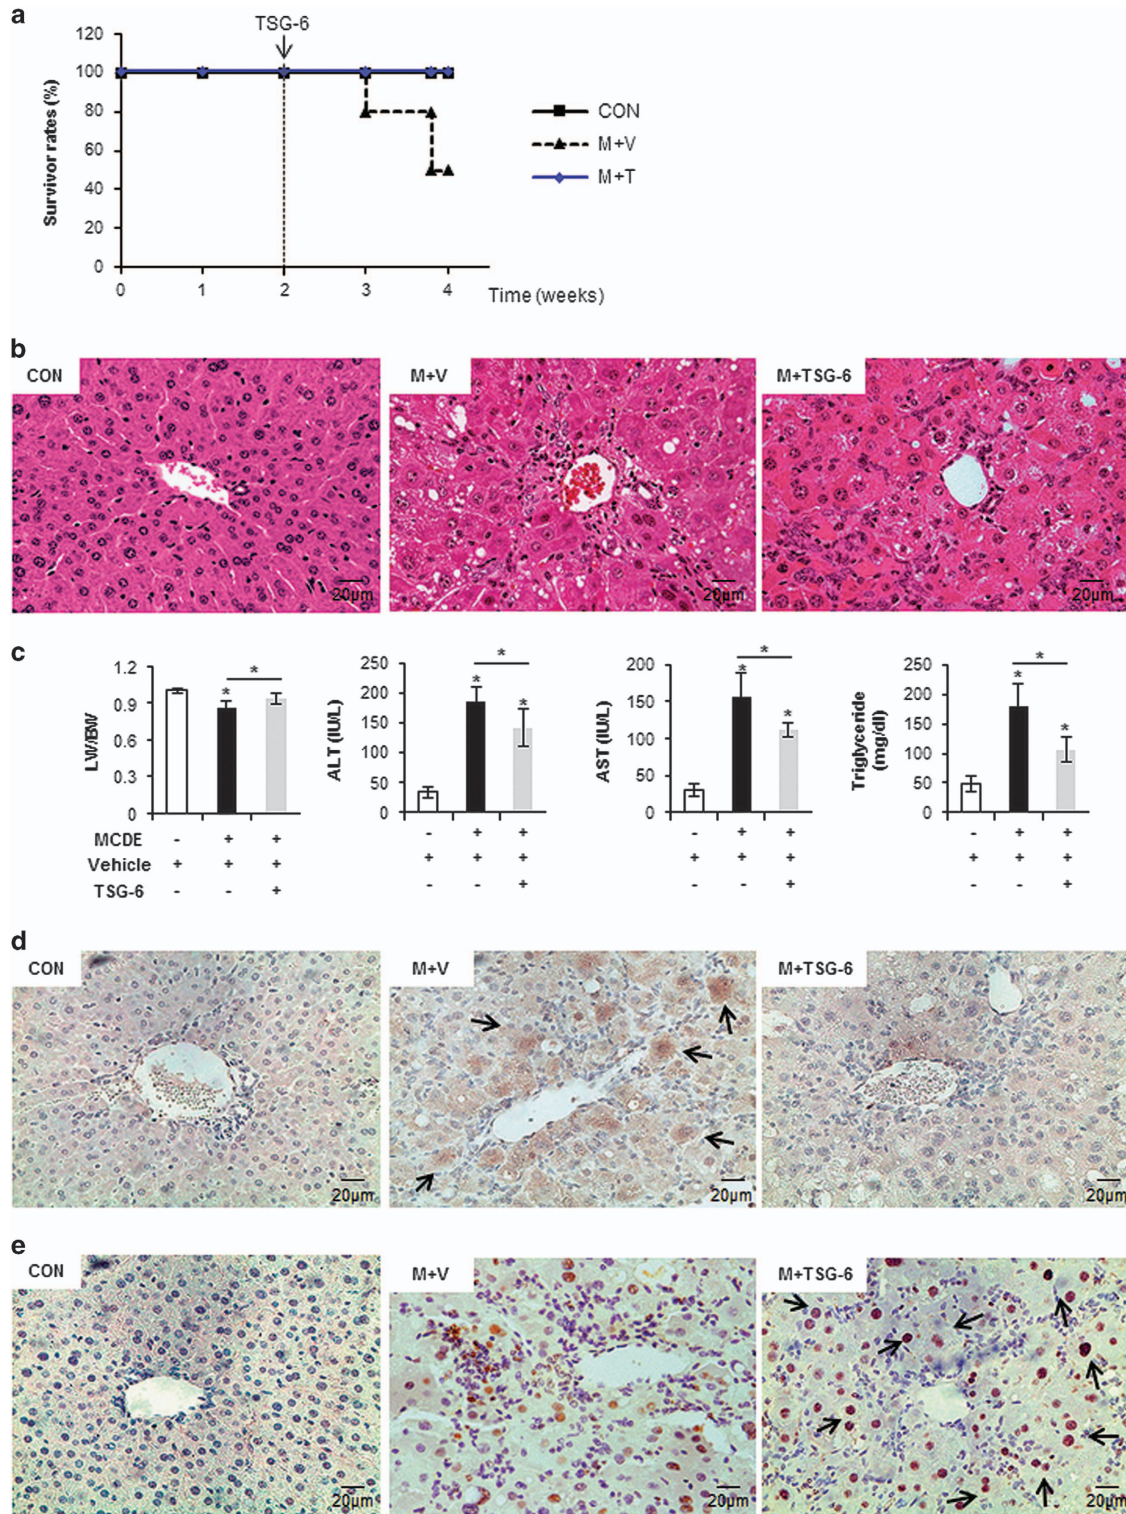 a
TSG-6
120
100
80
60
40
20
0
Survivor rates (%)
0 1 2 3 4
Time (weeks)
CON
M+V
M+T
b
CON
20µm
M+V
20µm
M+TSG-6
20µm
c
LW/BW
1.2
0.9
0.6
0.3
0
*
*
ALT (IU/L)
250
200
150
100
50
0
*
*
*
AST (IU/L)
200
150
100
50
0
*
*
*
Triglyceride
(mg/dl)
250
200
150
100
50
0
*
*
*
MCDE - + + - + + - + + - + +
Vehicle + + + + + + + + + + + +
TSG-6 - - + - - + - - + - - +
d
CON
20µm
M+V
20µm
M+TSG-6
20µm
e
CON
20µm
M+V
20µm
M+TSG-6
20µm